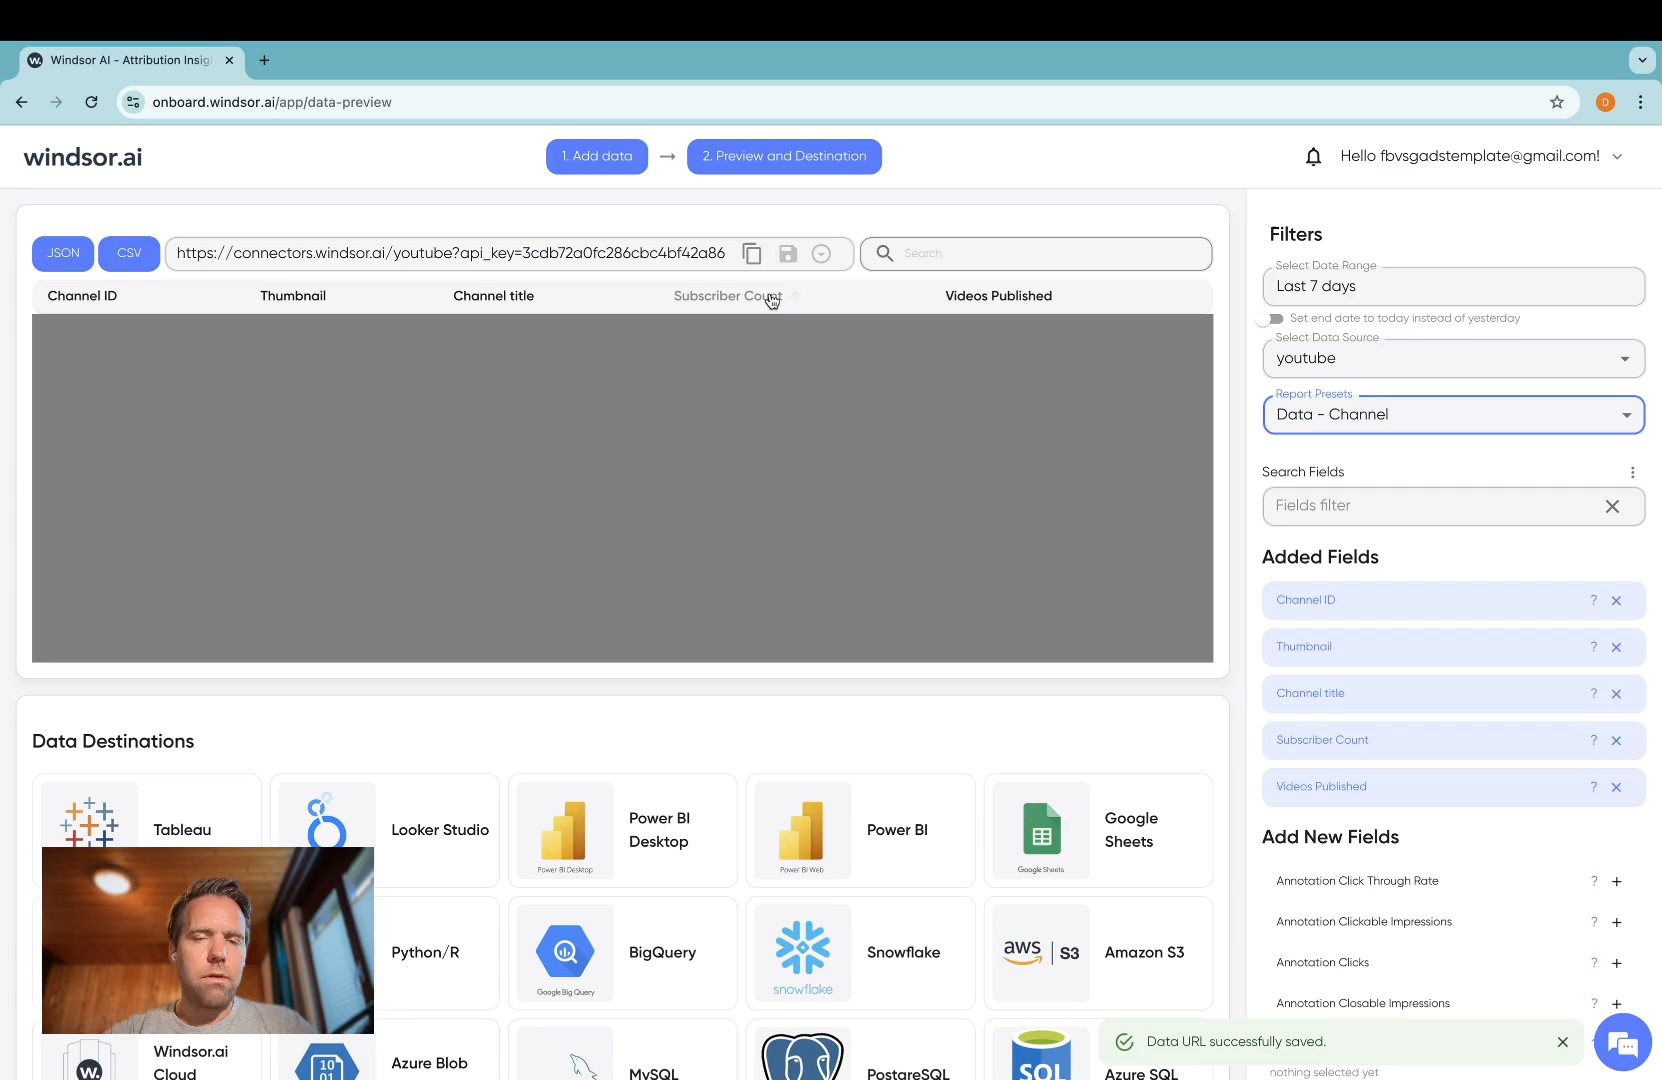 Windsor AI - Attribution Insig
onboard.windsor.ai/app/data-preview
D
windsor.ai
1. Add data → 2. Preview and Destination
Hello fbvsgadstemplate@gmail.com!
JSON
CSV
https://connectors.windsor.ai/youtube?api_key=3cdb72a0fc286cbc4bf42a86
Search
Channel ID
Thumbnail
Channel title
Subscriber Count
Videos Published
Filters
Select Date Range
Last 7 days
Set end date to today instead of yesterday
Select Data Source
youtube
Report Presets
Data - Channel
Search Fields
Fields filter
Added Fields
Channel ID ?
Thumbnail ?
Channel title ?
Subscriber Count ?
Videos Published ?
Add New Fields
Annotation Click Through Rate ? +
Annotation Clickable Impressions ? +
Annotation Clicks ? +
Annotation Closable Impressions ? +
nothing selected yet
Data Destinations
Tableau
Looker Studio
Power BI Desktop
Power BI
Desktop
Power BI Web
Power BI
Google Sheets
Google
Sheets
Python/R
Google Big Query
BigQuery
snowflake
Snowflake
aws | S3
Amazon S3
w.
Windsor.ai
Cloud
10
01
Azure Blob
MySQL
PostgreSQL
SQL
Azure SQL
Data URL successfully saved.